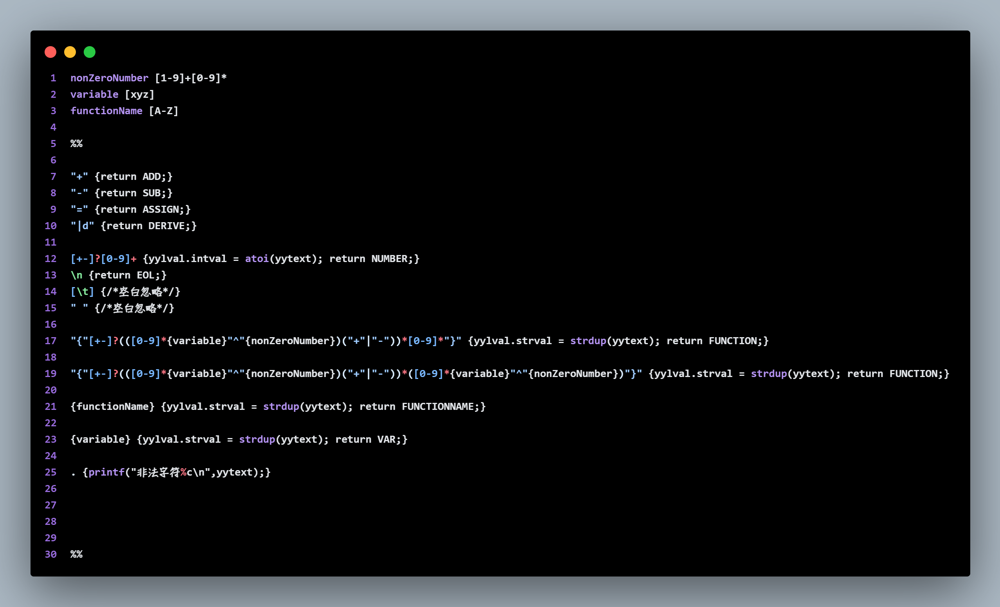 1 nonZeroNumber [1-9]+[0-9]*
2 variable [xyz]
3 functionName [A-Z]
4
5 %%
6
7 "+" {return ADD;}
8 "-" {return SUB;}
9 "=" {return ASSIGN;}
10 "|d" {return DERIVE;}
11
12 [+-]?[0-9]+ {yylval.intval = atoi(yytext); return NUMBER;}
13 \n {return EOL;}
14 [\t] {/*空白忽略*/}
15 " " {/*空白忽略*/}
16
17 "{"[+-]?(([0-9]*{variable}"^"{nonZeroNumber})("+"|"-"))*[0-9]*"}" {yylval.strval = strdup(yytext); return FUNCTION;}
18
19 "{"[+-]?(([0-9]*{variable}"^"{nonZeroNumber})("+"|"-"))*([0-9]*{variable}"^"{nonZeroNumber})"}" {yylval.strval = strdup(yytext); return FUNCTION;}
20
21 {functionName} {yylval.strval = strdup(yytext); return FUNCTIONNAME;}
22
23 {variable} {yylval.strval = strdup(yytext); return VAR;}
24
25 . {printf("非法字符%c\n",yytext);}
26
27
28
29
30 %%